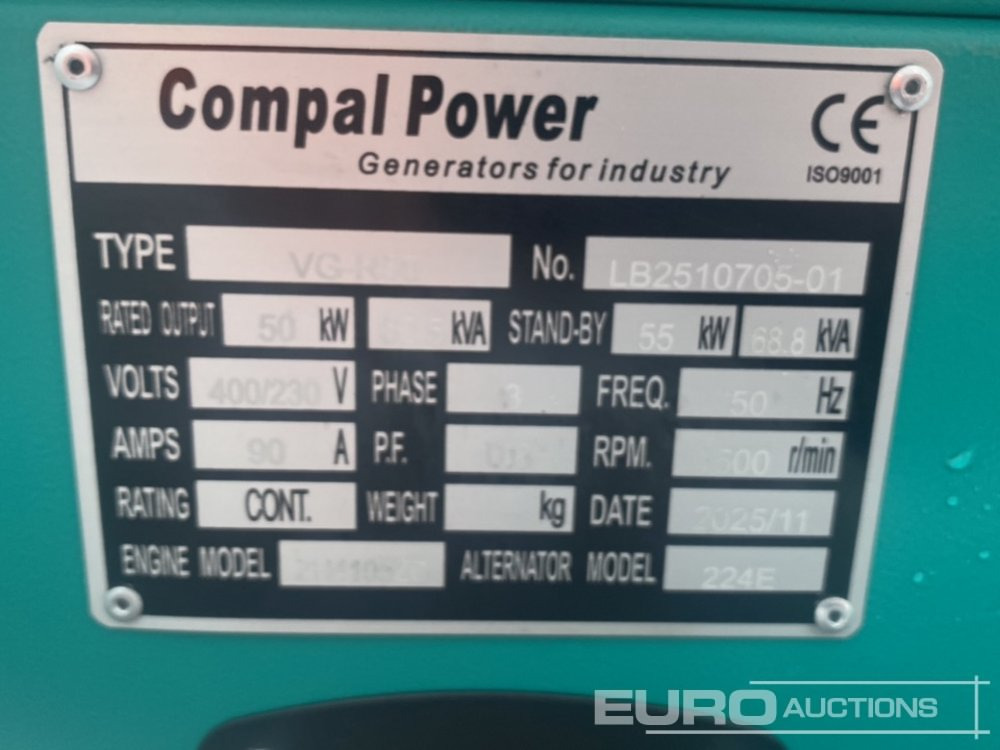 Compal Power
Generators for industry
CE
ISO9001
TYPE No. LB2510705-01
RATED OUTPUT 50 kW kVA STAND-BY 55 kW 68.8 kVA
VOLTS 400/230 V PHASE 3 FREQ. 50 Hz
AMPS 90 A P.F. RPM. r/min
RATING CONT. WEIGHT kg DATE 2025/11
ENGINE MODEL ALTERNATOR MODEL 224E
EURO AUCTIONS